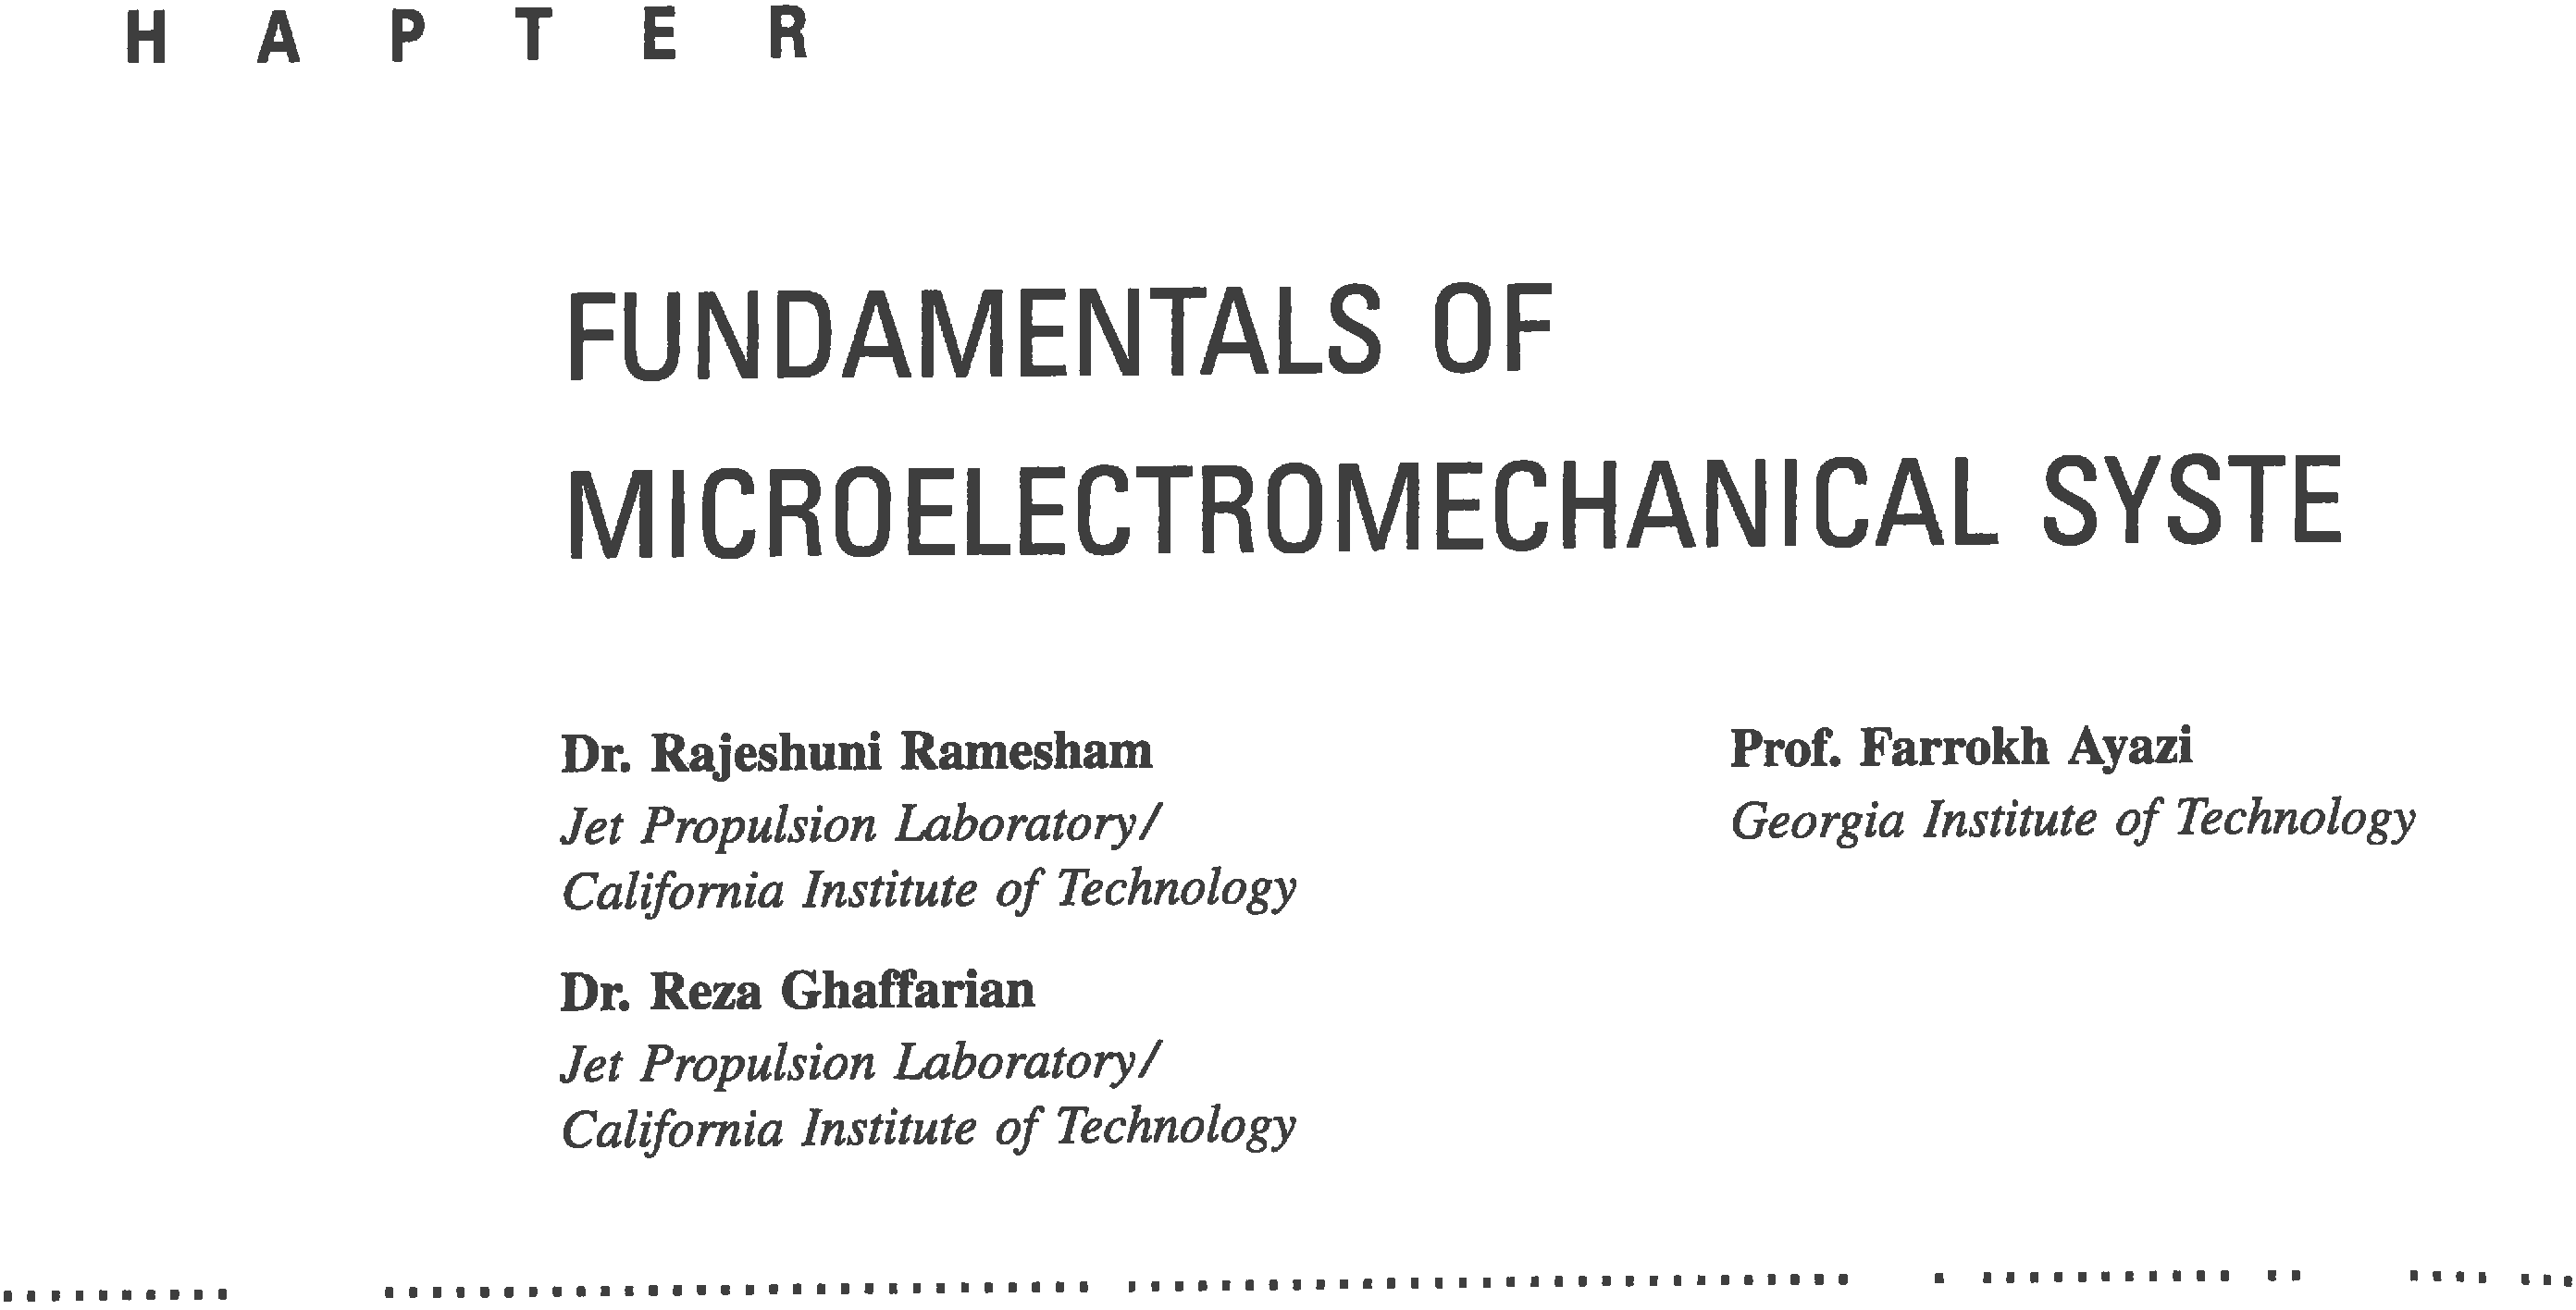 H A P T E R
FUNDAMENTALS OF
MICROELECTROMECHANICAL SYSTE
Dr. Rajeshuni Ramesham
Jet Propulsion Laboratory/
California Institute of Technology
Dr. Reza Ghaffarian
Jet Propulsion Laboratory/
California Institute of Technology
Prof. Farrokh Ayazi
Georgia Institute of Technology